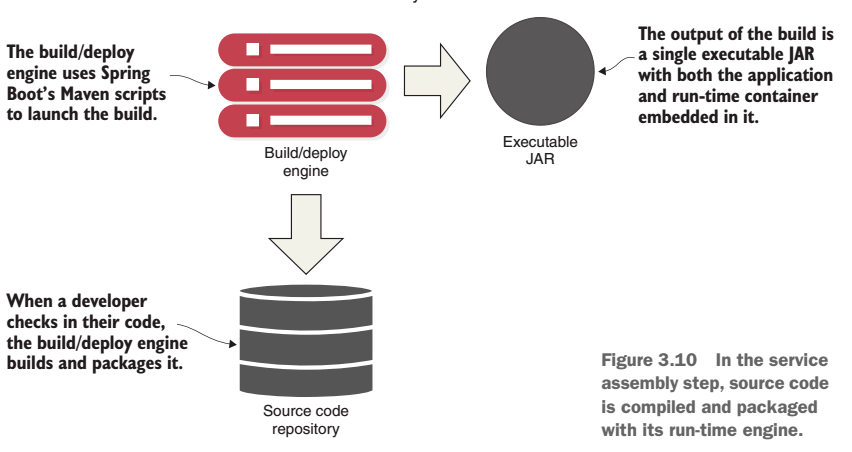 The build/deploy
engine uses Spring
Boot's Maven scripts
to launch the build.
Build/deploy
engine
Executable
JAR
The output of the build is
a single executable JAR
with both the application
and run-time container
embedded in it.
When a developer
checks in their code,
the build/deploy engine
builds and packages it.
Source code
repository
Figure 3.10 In the service
assembly step, source code
is compiled and packaged
with its run-time engine.